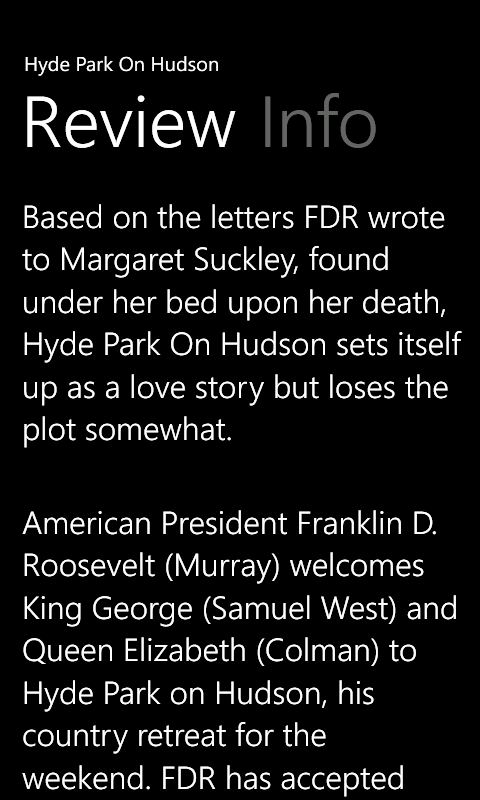 Hyde Park On Hudson
Review Info
Based on the letters FDR wrote
to Margaret Suckley, found
under her bed upon her death,
Hyde Park On Hudson sets itself
up as a love story but loses the
plot somewhat.
American President Franklin D.
Roosevelt (Murray) welcomes
King George (Samuel West) and
Queen Elizabeth (Colman) to
Hyde Park on Hudson, his
country retreat for the
weekend. FDR has accepted